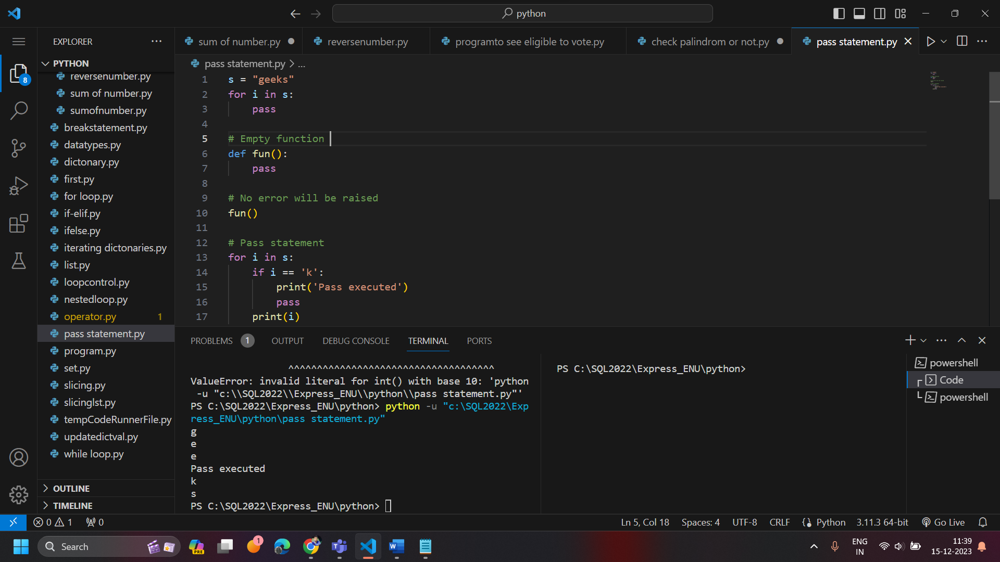 python
EXPLORER
sum of number.py
reversenumber.py
programto see eligible to vote.py
check palindrom or not.py
pass statement.py
PYTHON
8
reversenumber.py
sum of number.py
sumofnumber.py
breakstatement.py
datatypes.py
dictonary.py
first.py
for loop.py
if-elif.py
ifelse.py
iterating dictonaries.py
list.py
loopcontrol.py
nestedloop.py
operator.py 1
pass statement.py
program.py
set.py
slicing.py
slicinglst.py
tempCodeRunnerFile.py
updatedictval.py
while loop.py
OUTLINE
TIMELINE
pass statement.py > ...
1 s = "geeks"
2 for i in s:
3     pass
4
5 # Empty function
6 def fun():
7     pass
8
9 # No error will be raised
10 fun()
11
12 # Pass statement
13 for i in s:
14     if i == 'k':
15         print('Pass executed')
16         pass
17     print(i)
PROBLEMS 1 OUTPUT DEBUG CONSOLE TERMINAL PORTS
^^^^^^^^^^^^^^^^^^^^^^^^^^^^^^^^^^^^
ValueError: invalid literal for int() with base 10: 'python
-u "c:\\SQL2022\\Express_ENU\\python\\pass statement.py"'
PS C:\SQL2022\Express_ENU\python> python -u "c:\SQL2022\Exp
ress_ENU\python\pass statement.py"
g
e
e
Pass executed
k
s
PS C:\SQL2022\Express_ENU\python>
PS C:\SQL2022\Express_ENU\python>
powershell
Code
powershell
0 1 0
Ln 5, Col 18 Spaces: 4 UTF-8 CRLF Python 3.11.3 64-bit Go Live
Search
PRE
1
ENG
IN
11:39
15-12-2023